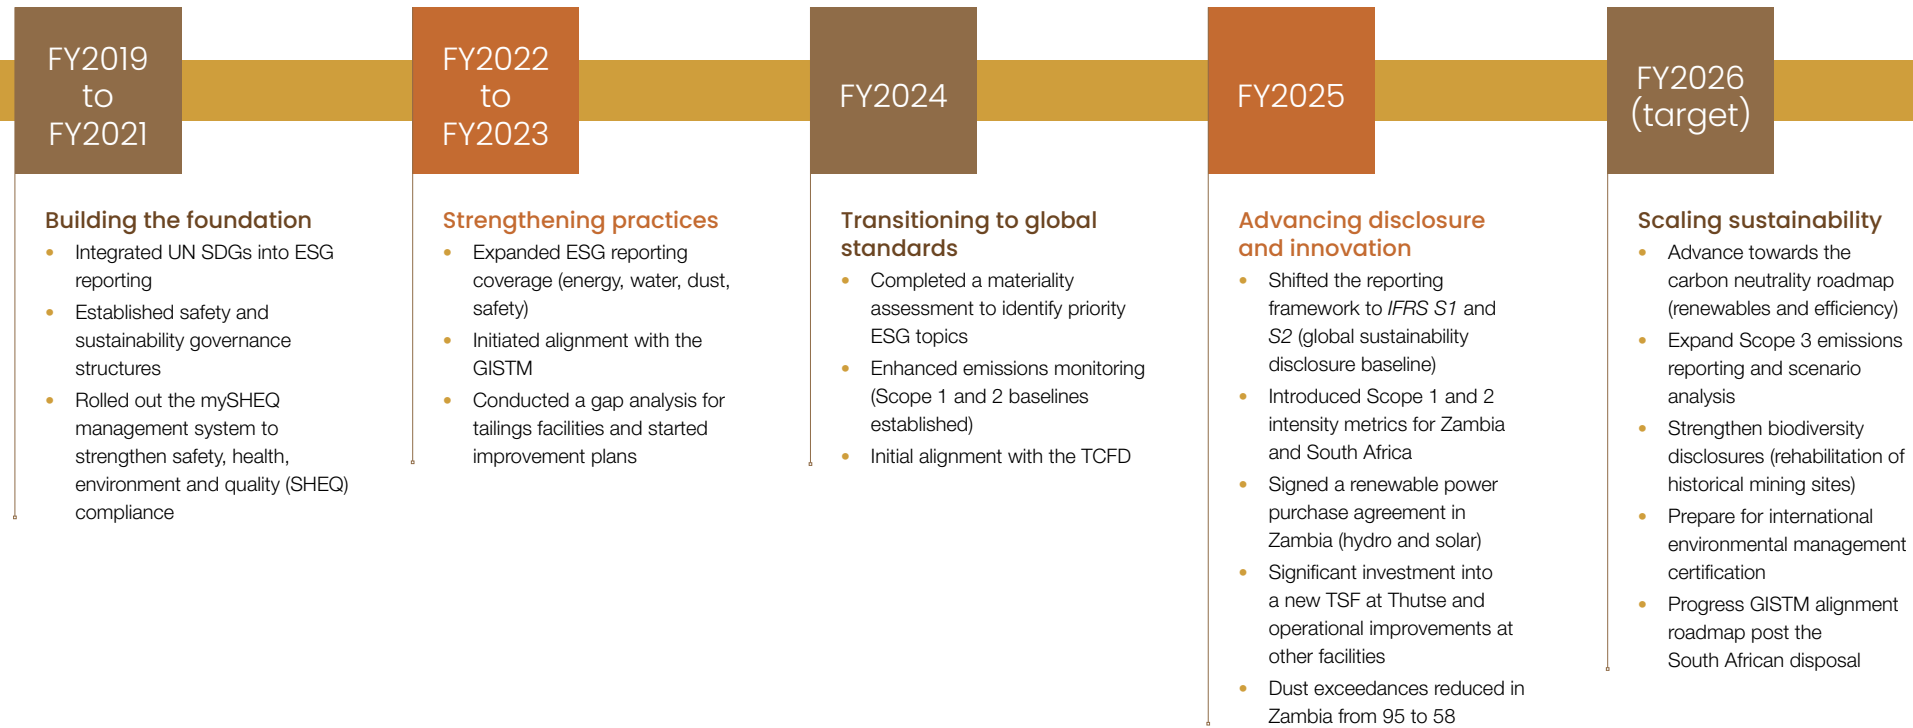 FY2019
to
FY2021
Building the foundation
• Integrated UN SDGs into ESG
reporting
• Established safety and
sustainability governance
structures
• Rolled out the mySHEQ
management system to
strengthen safety, health,
environment and quality (SHEQ)
compliance
FY2022
to
FY2023
Strengthening practices
• Expanded ESG reporting
coverage (energy, water, dust,
safety)
• Initiated alignment with the
GISTM
• Conducted a gap analysis for
tailings facilities and started
improvement plans
FY2024
Transitioning to global
standards
• Completed a materiality
assessment to identify priority
ESG topics
• Enhanced emissions monitoring
(Scope 1 and 2 baselines
established)
• Initial alignment with the TCFD
FY2025
Advancing disclosure
and innovation
• Shifted the reporting
framework to IFRS S1 and
S2 (global sustainability
disclosure baseline)
• Introduced Scope 1 and 2
intensity metrics for Zambia
and South Africa
• Signed a renewable power
purchase agreement in
Zambia (hydro and solar)
• Significant investment into
a new TSF at Thutse and
operational improvements at
other facilities
• Dust exceedances reduced in
Zambia from 95 to 58
FY2026
(target)
Scaling sustainability
• Advance towards the
carbon neutrality roadmap
(renewables and efficiency)
• Expand Scope 3 emissions
reporting and scenario
analysis
• Strengthen biodiversity
disclosures (rehabilitation of
historical mining sites)
• Prepare for international
environmental management
certification
• Progress GISTM alignment
roadmap post the
South African disposal